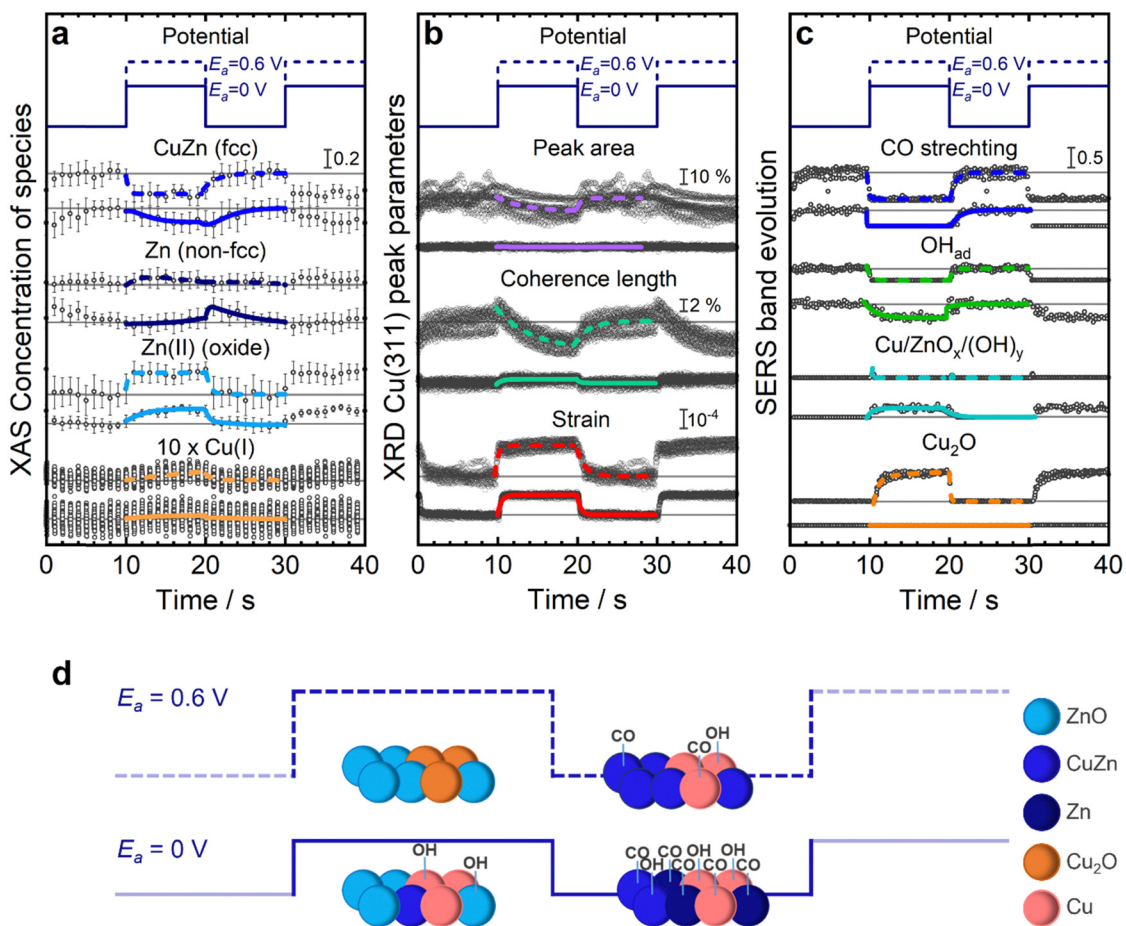 a
Potential
Ea=0.6 V
Ea=0 V
CuZn (fcc)
0.2
Zn (non-fcc)
Zn(II) (oxide)
10 x Cu(I)
XAS Concentration of species
0 10 20 30 40
Time / s
b
Potential
Ea=0.6 V
Ea=0 V
Peak area
10 %
Coherence length
2 %
Strain
10⁻⁴
XRD Cu(311) peak parameters
0 10 20 30 40
Time / s
c
Potential
Ea=0.6 V
Ea=0 V
CO strechting
0.5
OHad
Cu/ZnOx/(OH)y
Cu₂O
SERS band evolution
0 10 20 30 40
Time / s
d
Ea = 0.6 V
CO
CO
OH
Ea = 0 V
OH
OH
CO
OH
CO
CO
OH
CO
OH
CO
ZnO
CuZn
Zn
Cu₂O
Cu